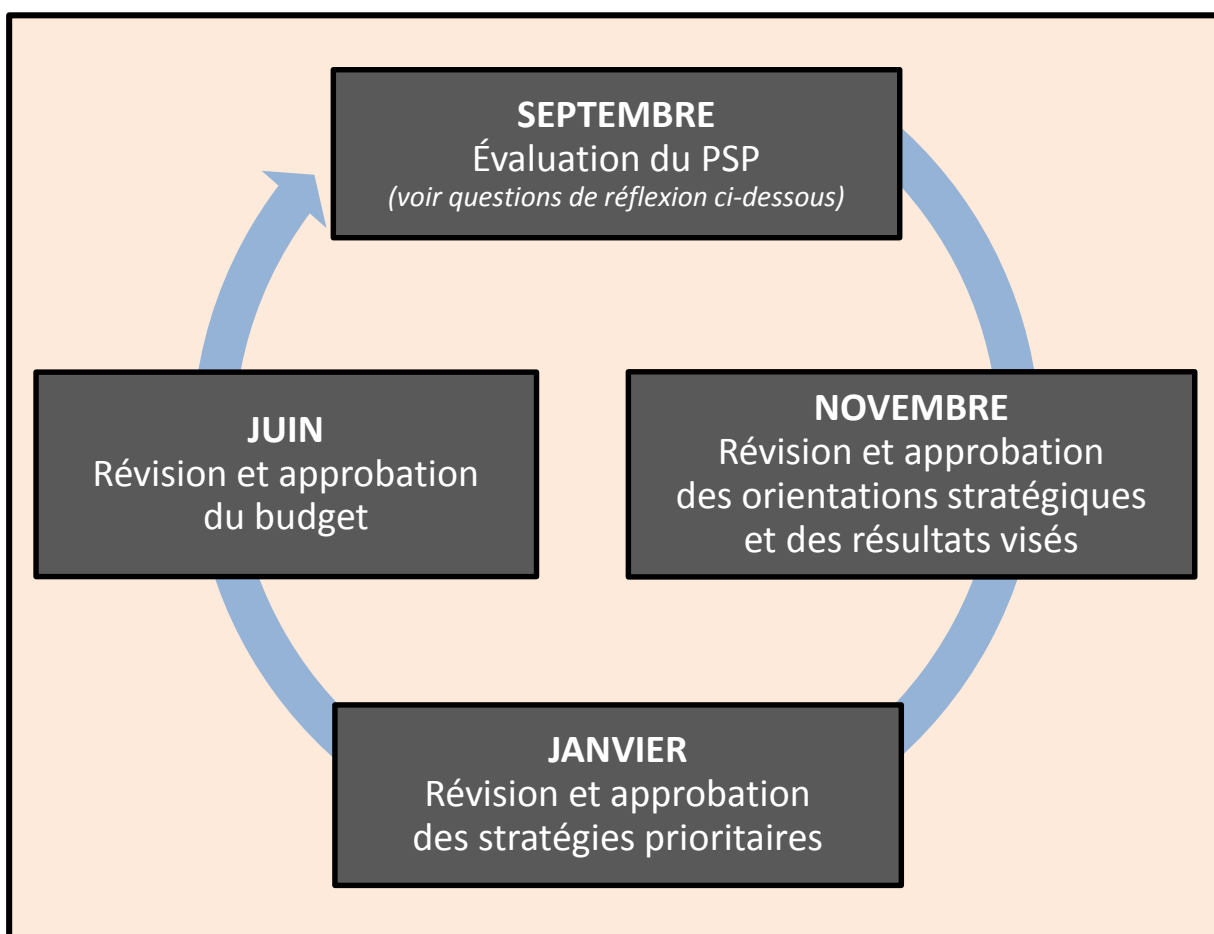 SEPTEMBRE
Évaluation du PSP
(voir questions de réflexion ci-dessous)
NOVEMBRE
Révision et approbation
des orientations stratégiques
et des résultats visés
JANVIER
Révision et approbation
des stratégies prioritaires
JUIN
Révision et approbation
du budget